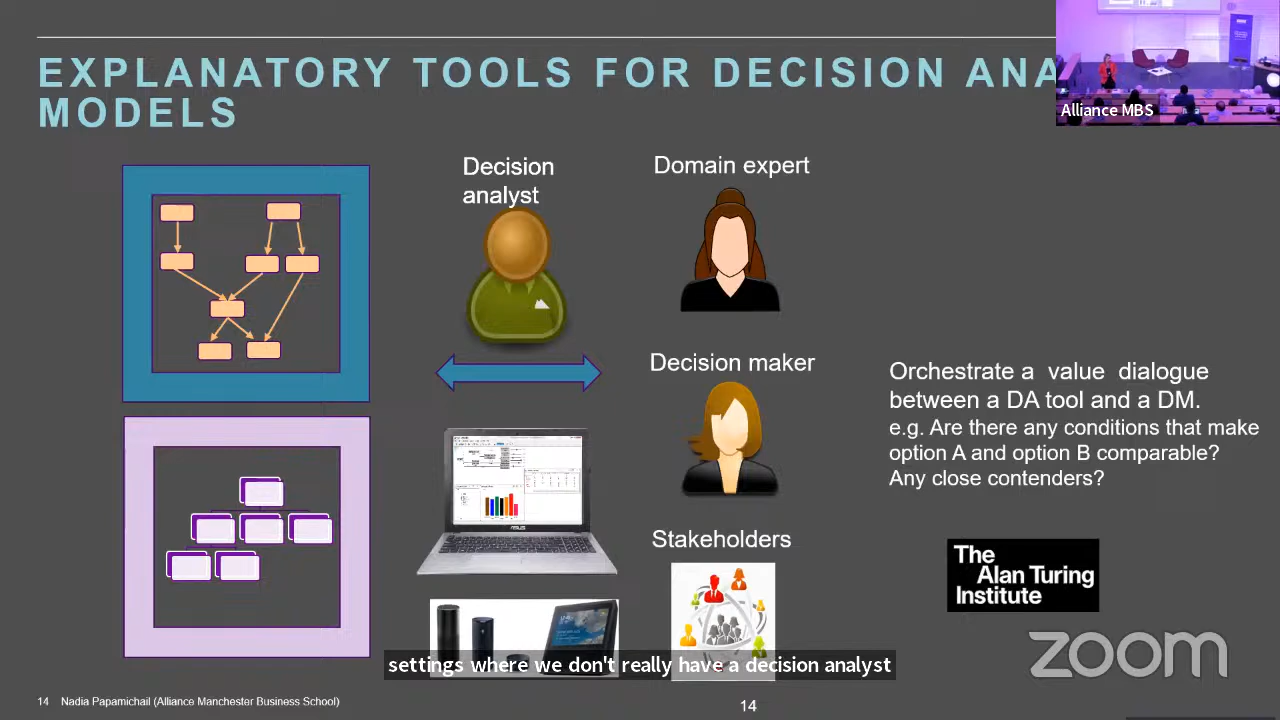 EXPLANATORY TOOLS FOR DECISION ANA
MODELS
Alliance MBS
Decision
analyst
Domain expert
Decision maker
Orchestrate a value dialogue
between a DA tool and a DM.
e.g. Are there any conditions that make
option A and option B comparable?
Any close contenders?
ASUS
Stakeholders
The
Alan Turing
Institute
zoom
settings where we don't really have a decision analyst
14 Nadia Papamichail (Alliance Manchester Business School)
14